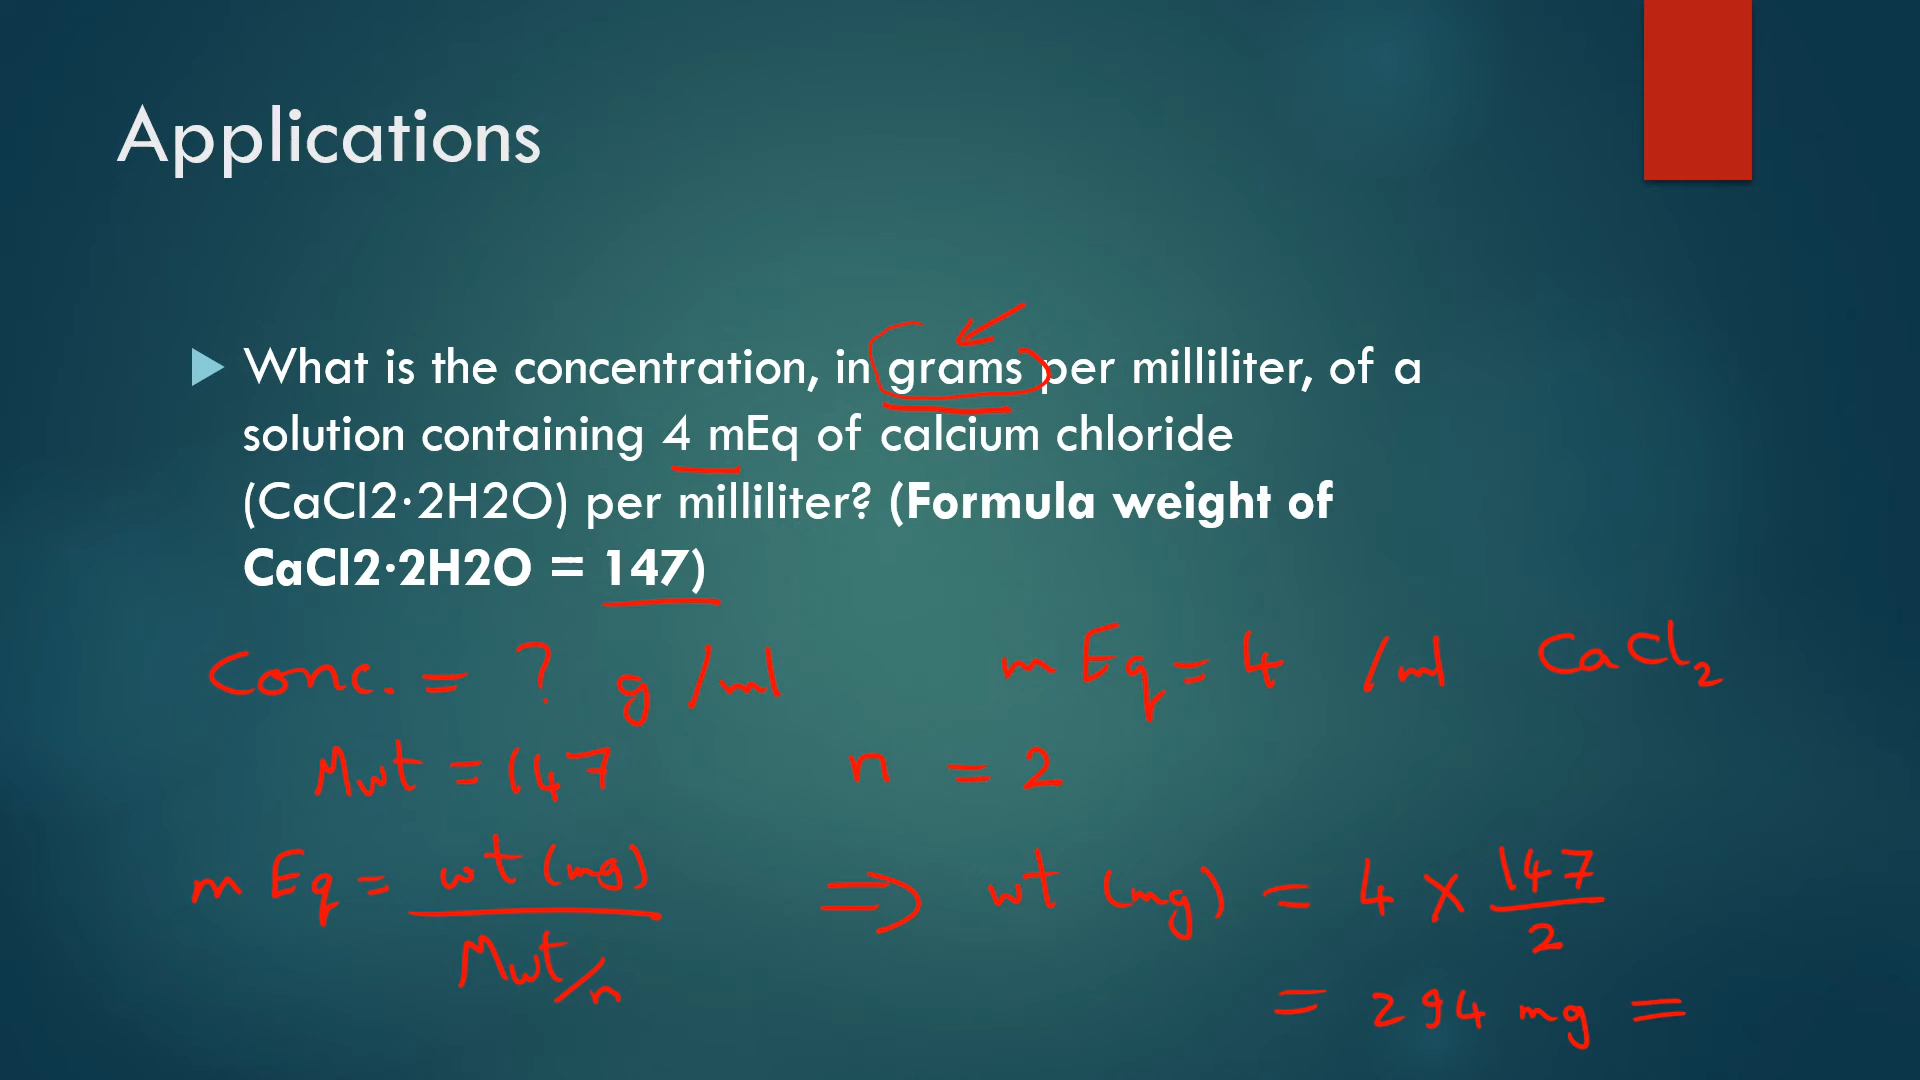 Applications
What is the concentration, in grams per milliliter, of a
solution containing 4 mEq of calcium chloride
(CaCl2·2H2O) per milliliter? (Formula weight of
CaCl2·2H2O = 147)
Conc. = ? g/ml mEq = 4 /ml CaCl₂
Mwt = 147 n = 2
mEq = wt (mg) / Mwt/n ⇒ wt (mg) = 4 × 147/2
= 294 mg =